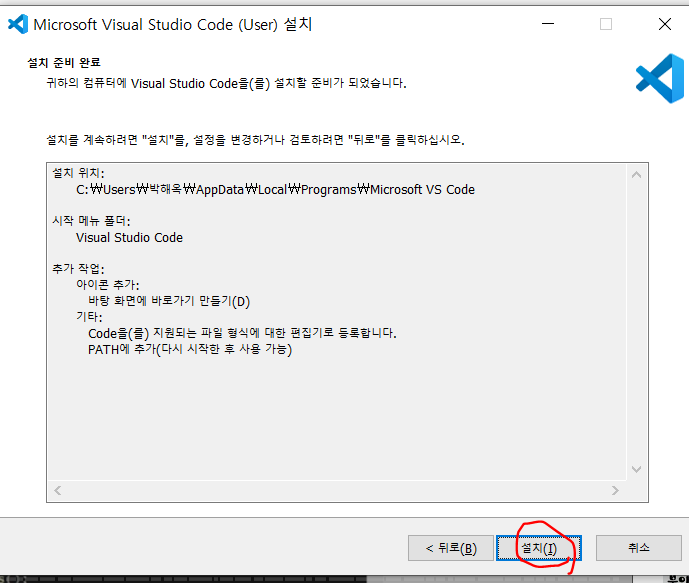 Microsoft Visual Studio Code (User) 설치
설치 준비 완료
귀하의 컴퓨터에 Visual Studio Code을(를) 설치할 준비가 되었습니다.
설치를 계속하려면 "설치"를, 설정을 변경하거나 검토하려면 "뒤로"를 클릭하십시오.
설치 위치:
C:₩Users₩박해옥₩AppData₩Local₩Programs₩Microsoft VS Code
시작 메뉴 폴더:
Visual Studio Code
추가 작업:
아이콘 추가:
바탕 화면에 바로가기 만들기(D)
기타:
Code을(를) 지원되는 파일 형식에 대한 편집기로 등록합니다.
PATH에 추가(다시 시작한 후 사용 가능)
< 뒤로(B)
설치(I)
취소